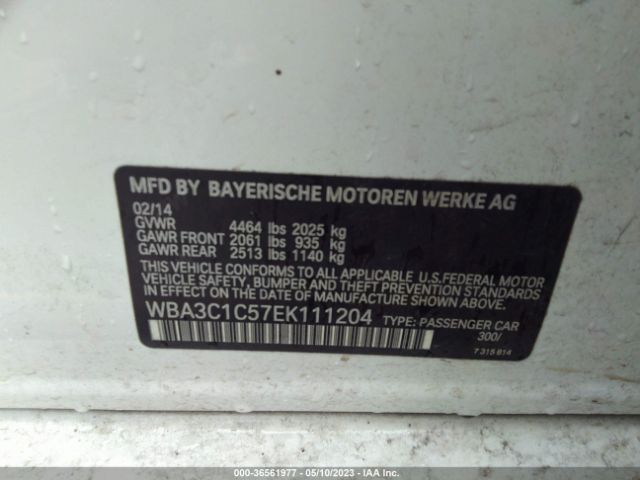 MFD BY BAYERISCHE MOTOREN WERKE AG
02/14
GVWR 4464 lbs 2025 kg
GAWR FRONT 2061 lbs 935 kg
GAWR REAR 2513 lbs 1140 kg
THIS VEHICLE CONFORMS TO ALL APPLICABLE U.S. FEDERAL MOTOR
VEHICLE SAFETY, BUMPER AND THEFT PREVENTION STANDARDS
IN EFFECT ON THE DATE OF MANUFACTURE SHOWN ABOVE.
WBA3C1C57EK111204 TYPE: PASSENGER CAR
300/
7 315 614
000-36561977 - 05/10/2023 - IAA Inc.